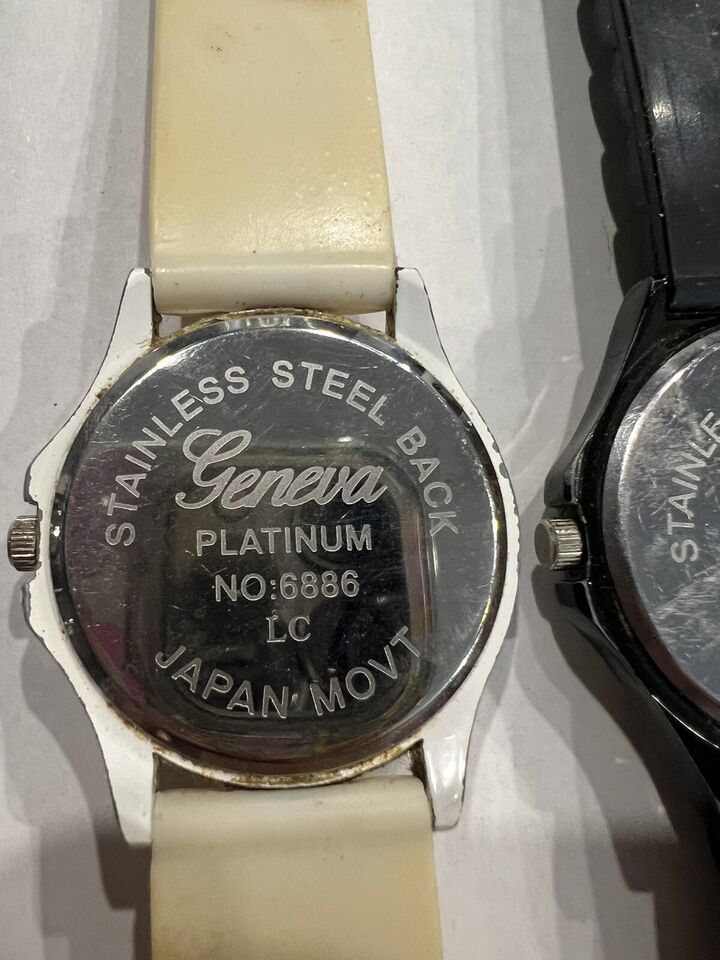 STAINLESS STEEL BACK
Geneva
PLATINUM
NO:6886
LC
JAPAN MOVT
STAINLE